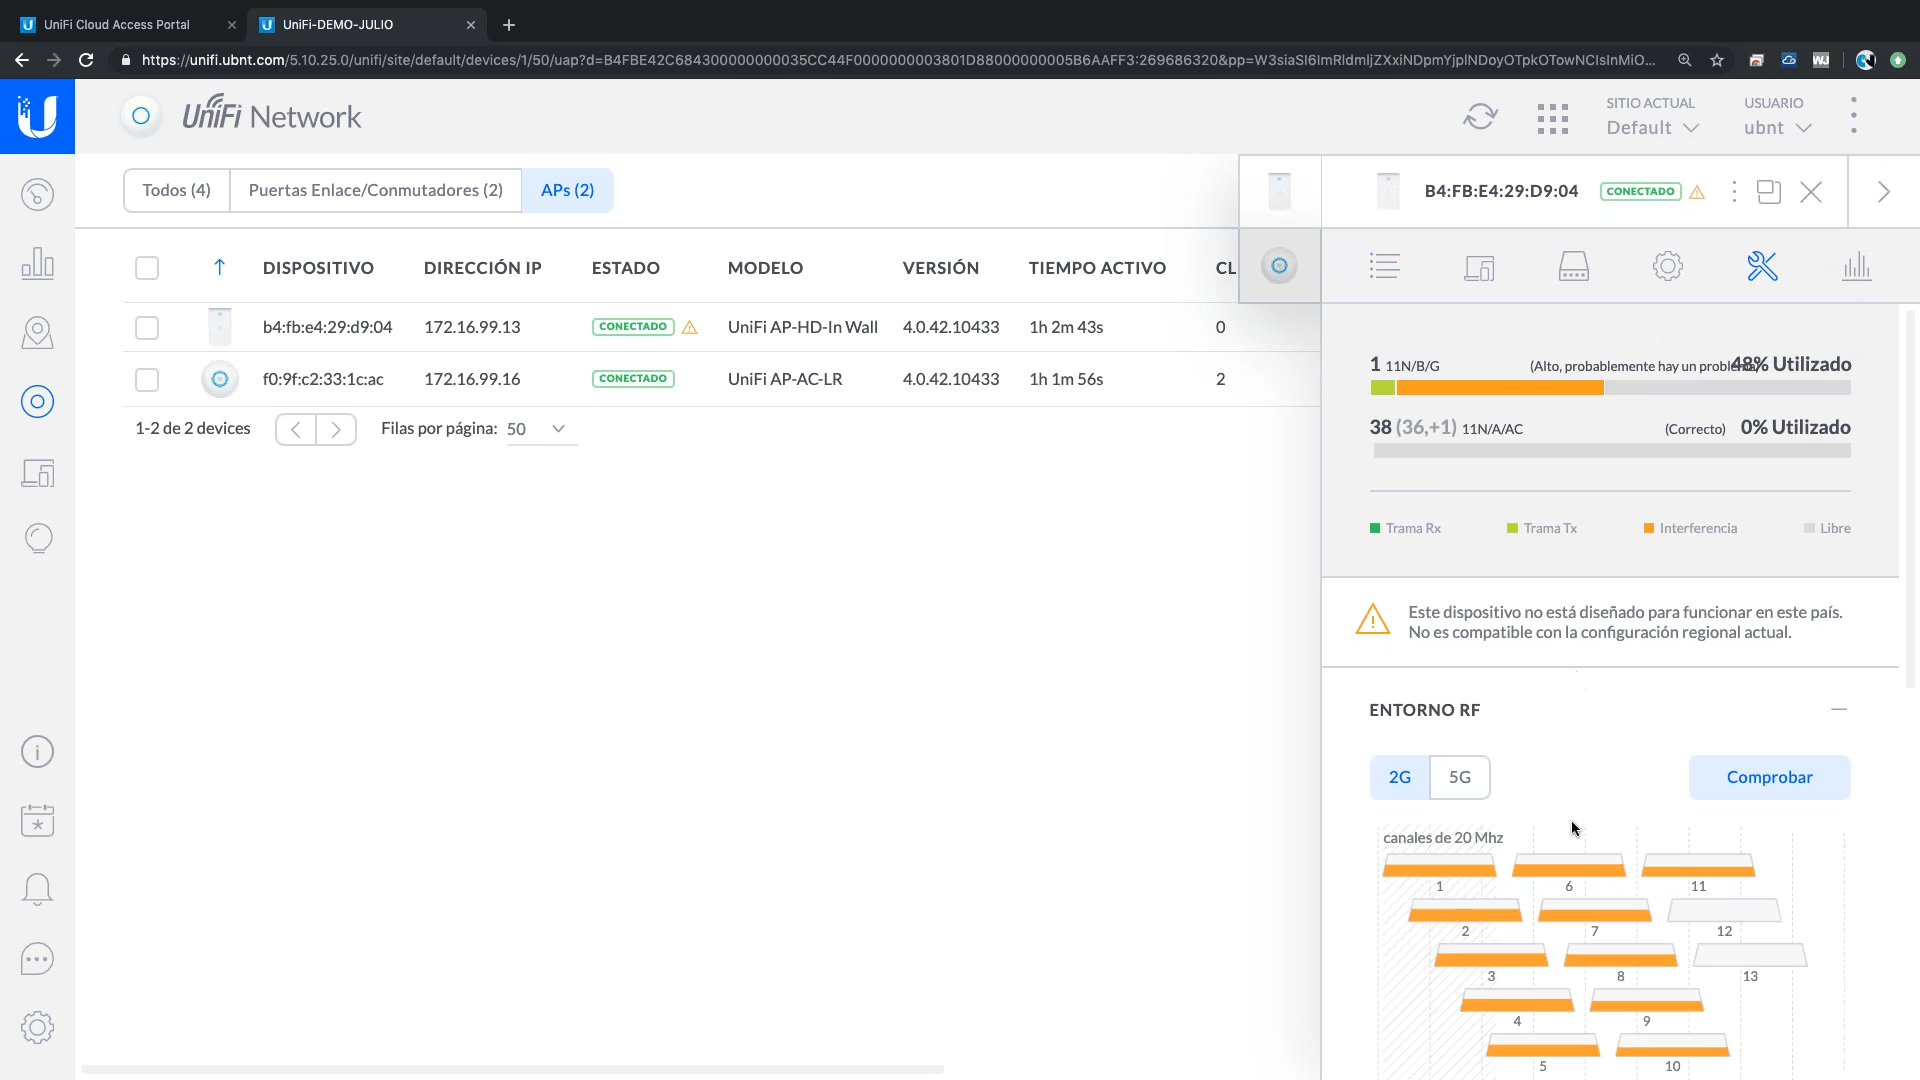 UniFi Cloud Access Portal
UniFi-DEMO-JULIO
https://unifi.ubnt.com/5.10.25.0/unifi/site/default/devices/1/50/uap?d=B4FBE42C684300000000035CC44F0000000003801D88000000005B6AAFF3:269686320&pp=W3siaSI6ImRldmljZXxiNDpmYjplNDoyOTpkOTowNCIsInMiO...
WJ
UniFi Network
SITIO ACTUAL
Default
USUARIO
ubnt
Todos (4)
Puertas Enlace/Conmutadores (2)
APs (2)
B4:FB:E4:29:D9:04
CONECTADO
DISPOSITIVO DIRECCIÓN IP ESTADO MODELO VERSIÓN TIEMPO ACTIVO CL
b4:fb:e4:29:d9:04 172.16.99.13 CONECTADO UniFi AP-HD-In Wall 4.0.42.10433 1h 2m 43s 0
f0:9f:c2:33:1c:ac 172.16.99.16 CONECTADO UniFi AP-AC-LR 4.0.42.10433 1h 1m 56s 2
1-2 de 2 devices
Filas por página: 50
1 11N/B/G (Alto, probablemente hay un problema) 48% Utilizado
38 (36,+1) 11N/A/AC (Correcto) 0% Utilizado
Trama Rx Trama Tx Interferencia Libre
Este dispositivo no está diseñado para funcionar en este país.
No es compatible con la configuración regional actual.
ENTORNO RF
2G 5G Comprobar
canales de 20 Mhz
1 6 11
2 7 12
3 8 13
4 9
5 10